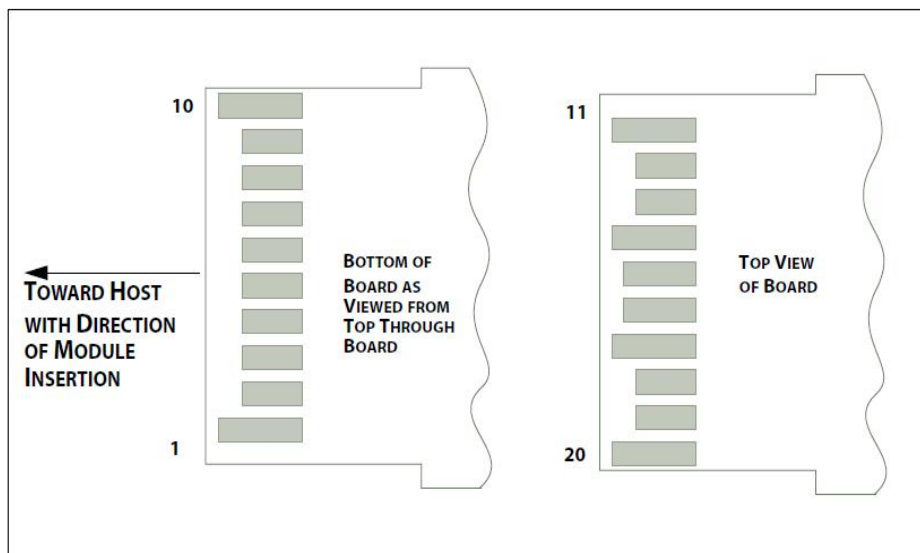 10
1
TOWARD HOST
WITH DIRECTION
OF MODULE
INSERTION
BOTTOM OF
BOARD AS
VIEWED FROM
TOP THROUGH
BOARD
11
20
TOP VIEW
OF BOARD